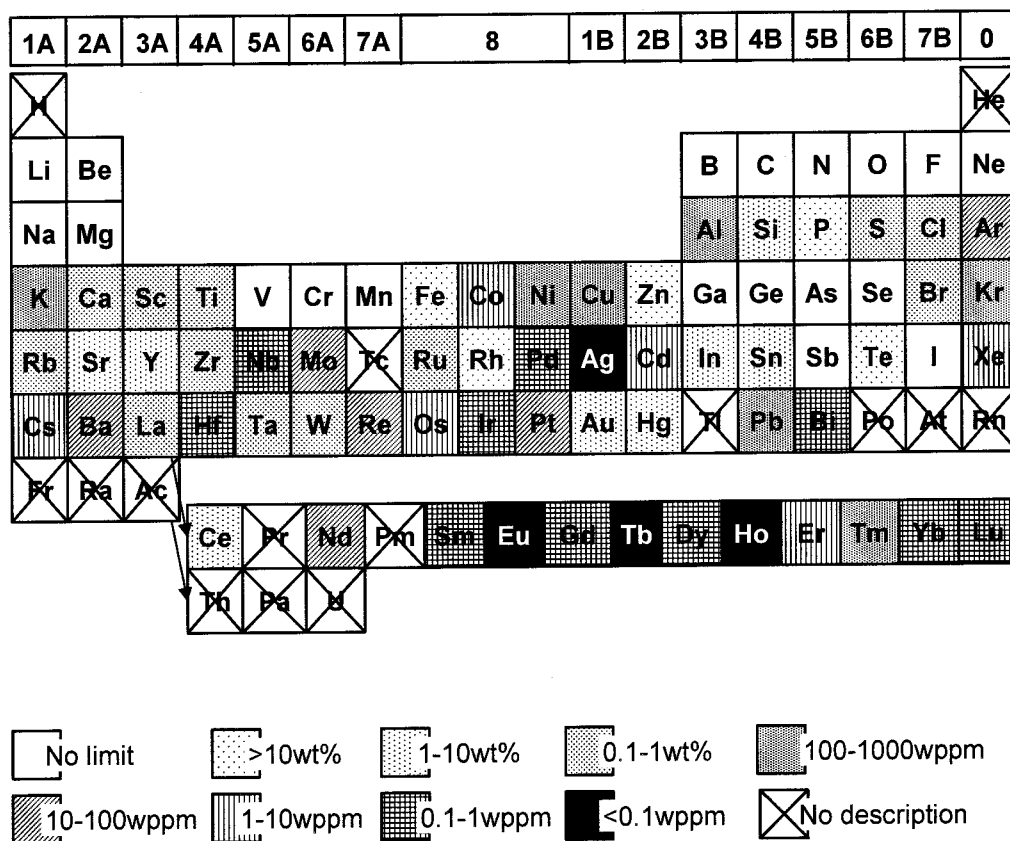 1A 2A 3A 4A 5A 6A 7A 8 1B 2B 3B 4B 5B 6B 7B 0
H He
Li Be B C N O F Ne
Na Mg Al Si P S Cl Ar
K Ca Sc Ti V Cr Mn Fe Co Ni Cu Zn Ga Ge As Se Br Kr
Rb Sr Y Zr Nb Mo Tc Ru Rh Pd Ag Cd In Sn Sb Te I Xe
Cs Ba La Hf Ta W Re Os Ir Pt Au Hg Tl Pb Bi Po At Rn
Fr Ra Ac
Ce Pr Nd Pm Sm Eu Gd Tb Dy Ho Er Tm Yb Lu
Th Pa U
No limit >10wt% 1-10wt% 0.1-1wt% 100-1000wppm
10-100wppm 1-10wppm 0.1-1wppm <0.1wppm No description